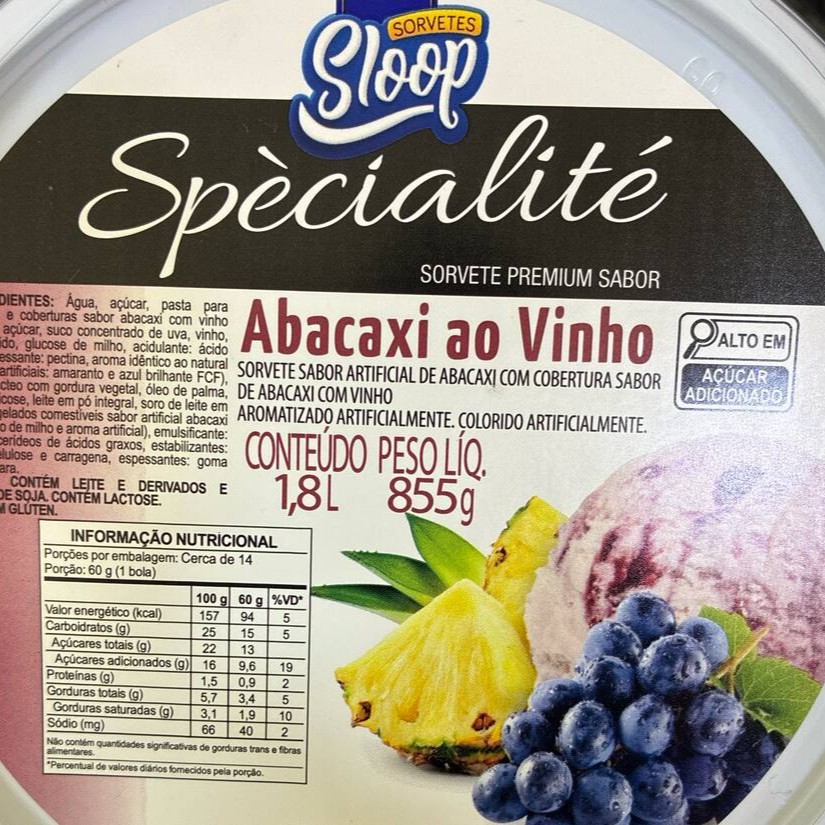 SORVETES
Sloop
Spècialité
SORVETE PREMIUM SABOR
Abacaxi ao Vinho
SORVETE SABOR ARTIFICIAL DE ABACAXI COM COBERTURA SABOR
DE ABACAXI COM VINHO
AROMATIZADO ARTIFICIALMENTE. COLORIDO ARTIFICIALMENTE.
CONTEÚDO PESO LÍQ.
1,8L 855g
ALTO EM
AÇÚCAR
ADICIONADO
DIENTES: Água, açúcar, pasta para
e coberturas sabor abacaxi com vinho
açúcar, suco concentrado de uva, vinho,
ido, glucose de milho, acidulante: ácido
essante: pectina, aroma idêntico ao natural
artificiais: amaranto e azul brilhante FCF),
cteo com gordura vegetal, óleo de palma,
icose, leite em pó integral, soro de leite em
gelados comestíveis sabor artificial abacaxi
o de milho e aroma artificial), emulsificante:
cerídeos de ácidos graxos, estabilizantes:
elulose e carragena, espessantes: goma
ara.
CONTÉM LEITE E DERIVADOS E
DE SOJA. CONTÉM LACTOSE.
M GLÚTEN.
INFORMAÇÃO NUTRICIONAL
Porções por embalagem: Cerca de 14
Porção: 60 g (1 bola)
100 g 60 g %VD*
Valor energético (kcal) 157 94 5
Carboidratos (g) 25 15 5
Açúcares totais (g) 22 13
Açúcares adicionados (g) 16 9,6 19
Proteínas (g) 1,5 0,9 2
Gorduras totais (g) 5,7 3,4 5
Gorduras saturadas (g) 3,1 1,9 10
Sódio (mg) 66 40 2
Não contém quantidades significativas de gorduras trans e fibras
alimentares.
*Percentual de valores diários fornecidos pela porção.